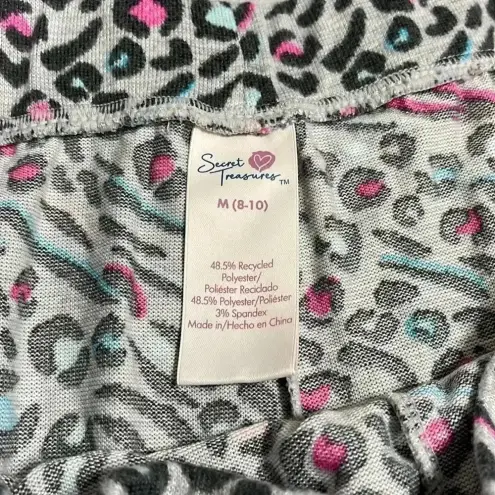 Secret
Treasures TM
M (8-10)
48.5% Recycled
Polyester/
Poliéster Reciclado
48.5% Polyester/Poliéster
3% Spandex
Made in/Hecho en China